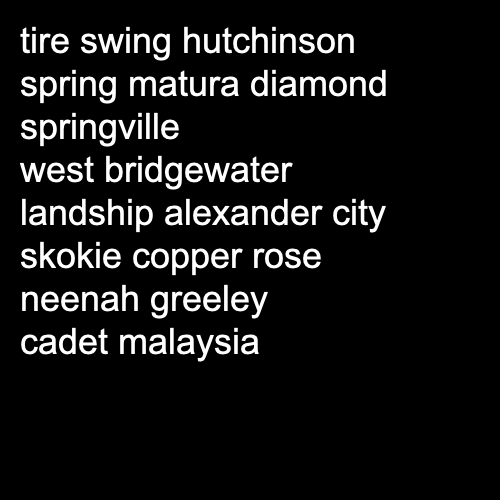 tire swing hutchinson
spring matura diamond
springville
west bridgewater
landship alexander city
skokie copper rose
neenah greeley
cadet malaysia